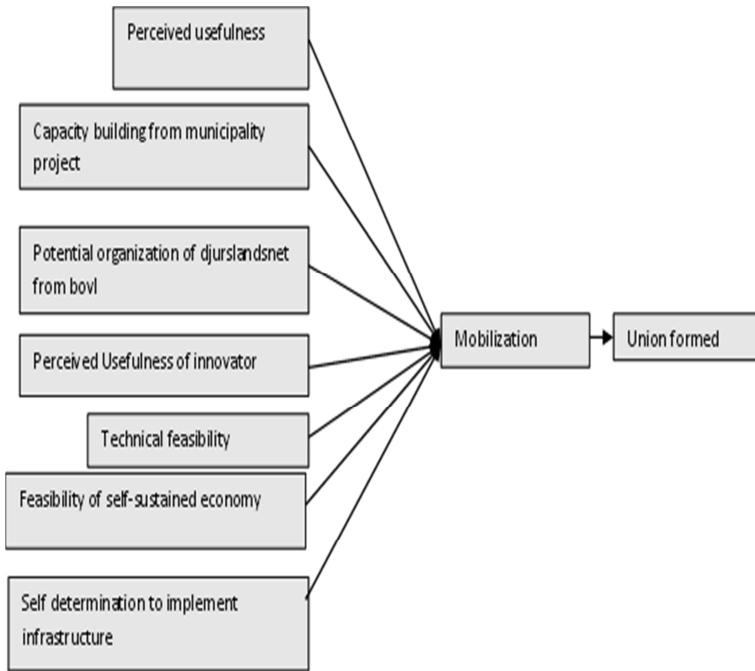 Perceived usefulness
Capacity building from municipality
project
Potential organization of djurslandsnet
from bovl
Perceived Usefulness of innovator
Technical feasibility
Feasibility of self-sustained economy
Self determination to implement
infrastructure
Mobilization
Union formed